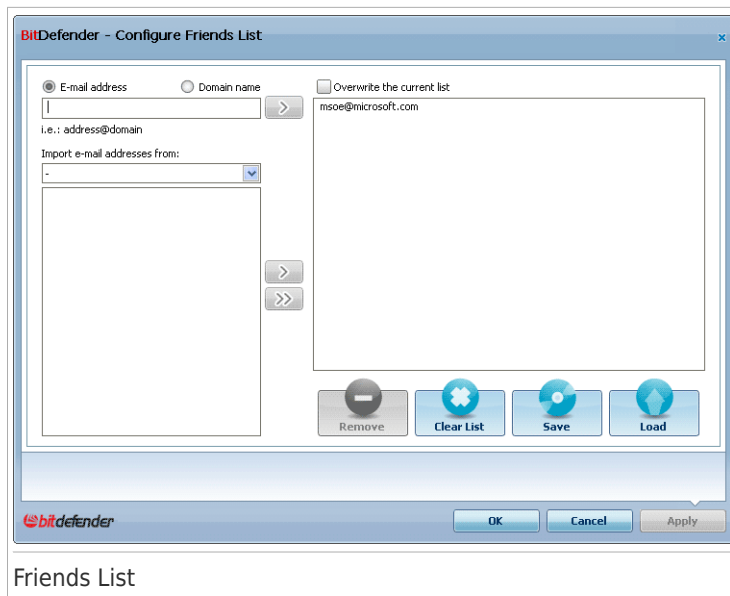 BitDefender - Configure Friends List
x
E-mail address
Domain name
i.e.: address@domain
Import e-mail addresses from:
-
Overwrite the current list
msoe@microsoft.com
Remove
Clear List
Save
Load
bitdefender
OK
Cancel
Apply
Friends List